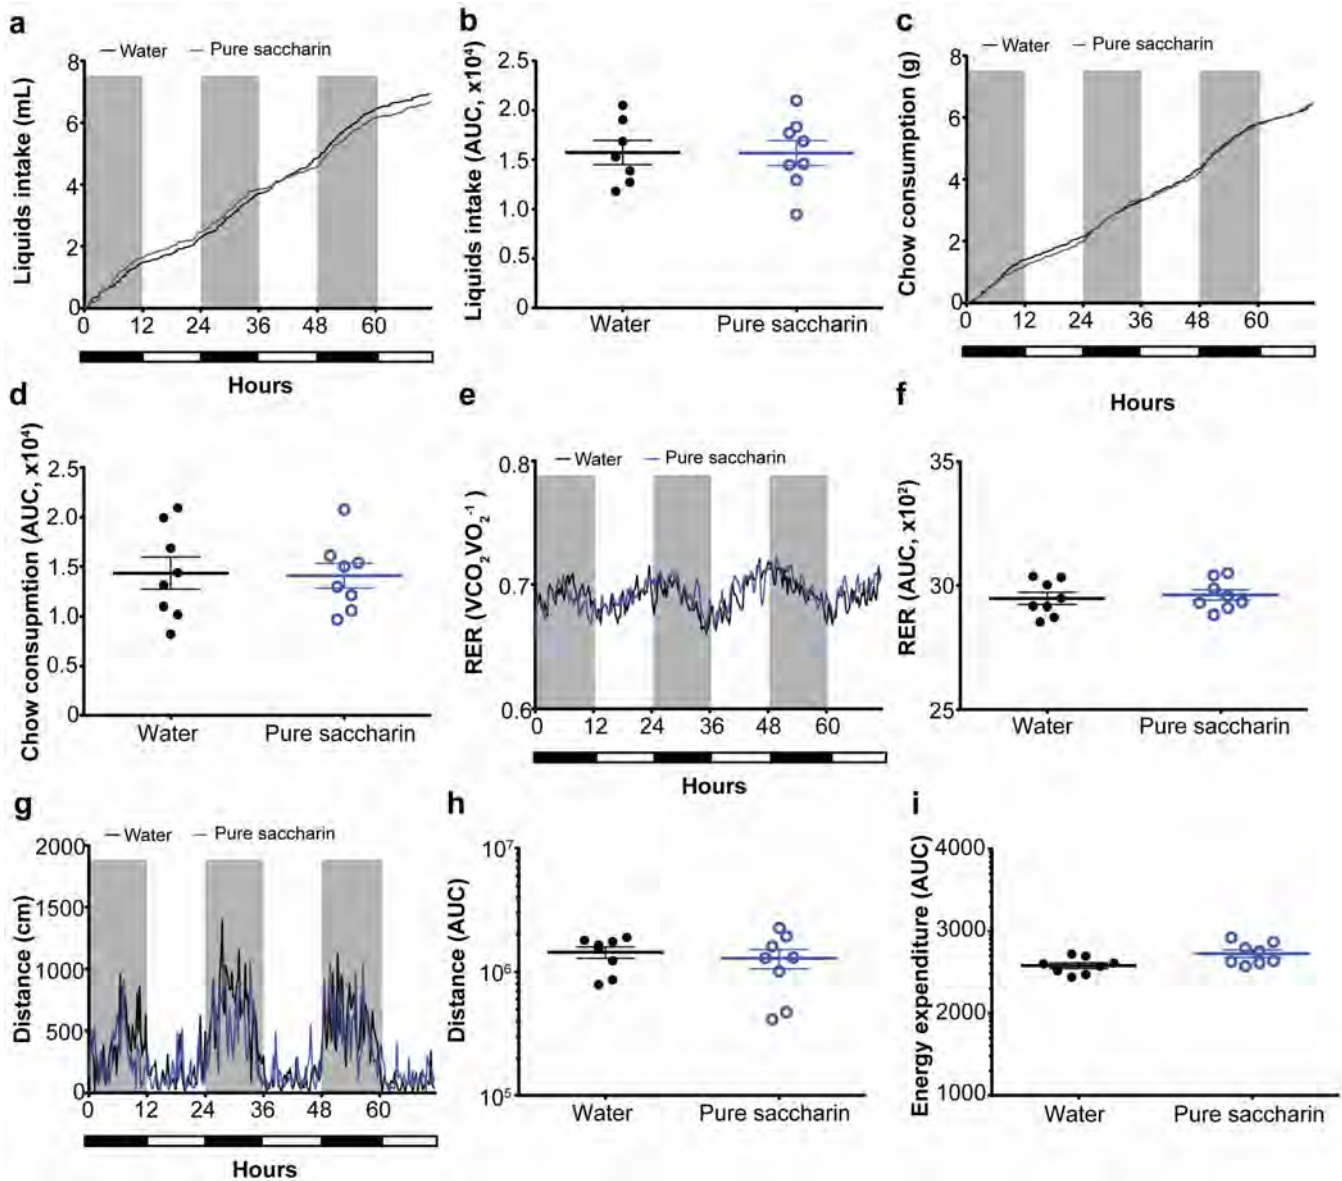 a
Water Pure saccharin
Liquids intake (mL)
8
6
4
2
0
0 12 24 36 48 60
Hours
b
Liquids intake (AUC, x10⁴)
2.5
2.0
1.5
1.0
0.5
0
Water Pure saccharin
c
Water Pure saccharin
Chow consumption (g)
8
6
4
2
0
0 12 24 36 48 60
Hours
d
Chow consupmtion (AUC, x10⁴)
2.5
2.0
1.5
1.0
0.5
0
Water Pure saccharin
e
Water Pure saccharin
RER (VCO₂VO₂⁻¹)
0.8
0.7
0.6
0 12 24 36 48 60
Hours
f
RER (AUC, x10²)
35
30
25
Water Pure saccharin
g
Water Pure saccharin
Distance (cm)
2000
1500
1000
500
0
0 12 24 36 48 60
Hours
h
Distance (AUC)
10⁷
10⁶
10⁵
Water Pure saccharin
i
Energy expenditure (AUC)
4000
3000
2000
1000
Water Pure saccharin